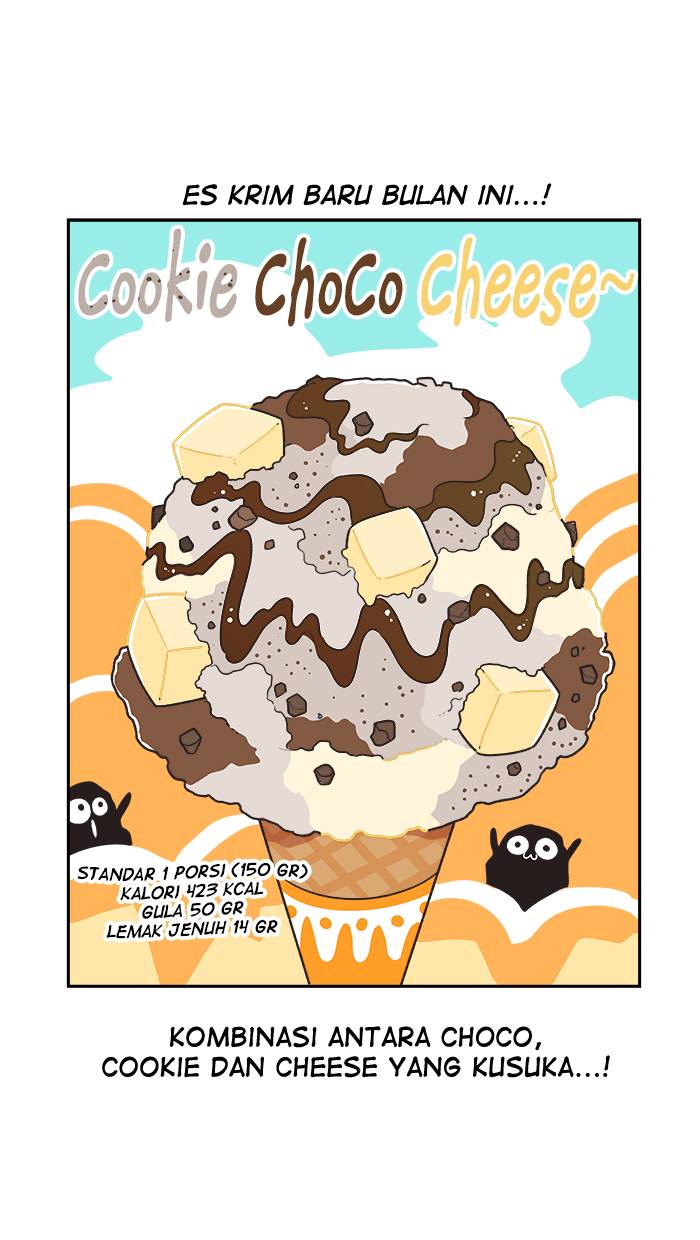 ES KRIM BARU BULAN INI...!
Cookie ChoCo Cheese~
STANDAR 1 PORSI (150 GR)
KALORI 423 KCAL
GULA 50 GR
LEMAK JENUH 14 GR
KOMBINASI ANTARA CHOCO,
COOKIE DAN CHEESE YANG KUSUKA...!